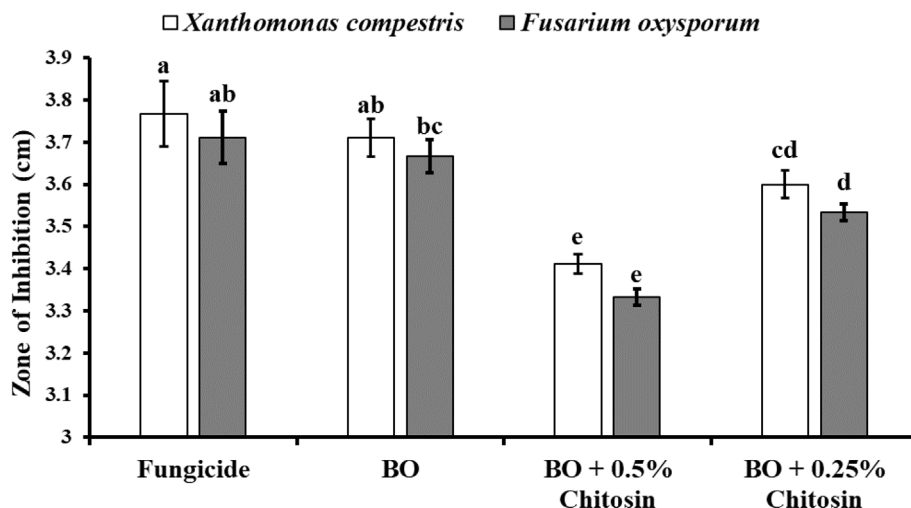 Xanthomonas compestris Fusarium oxysporum
3.9
3.8
3.7
3.6
3.5
3.4
3.3
3.2
3.1
3
Zone of Inhibition (cm)
a
ab
ab
bc
e
e
cd
d
Fungicide
BO
BO + 0.5%
Chitosin
BO + 0.25%
Chitosin